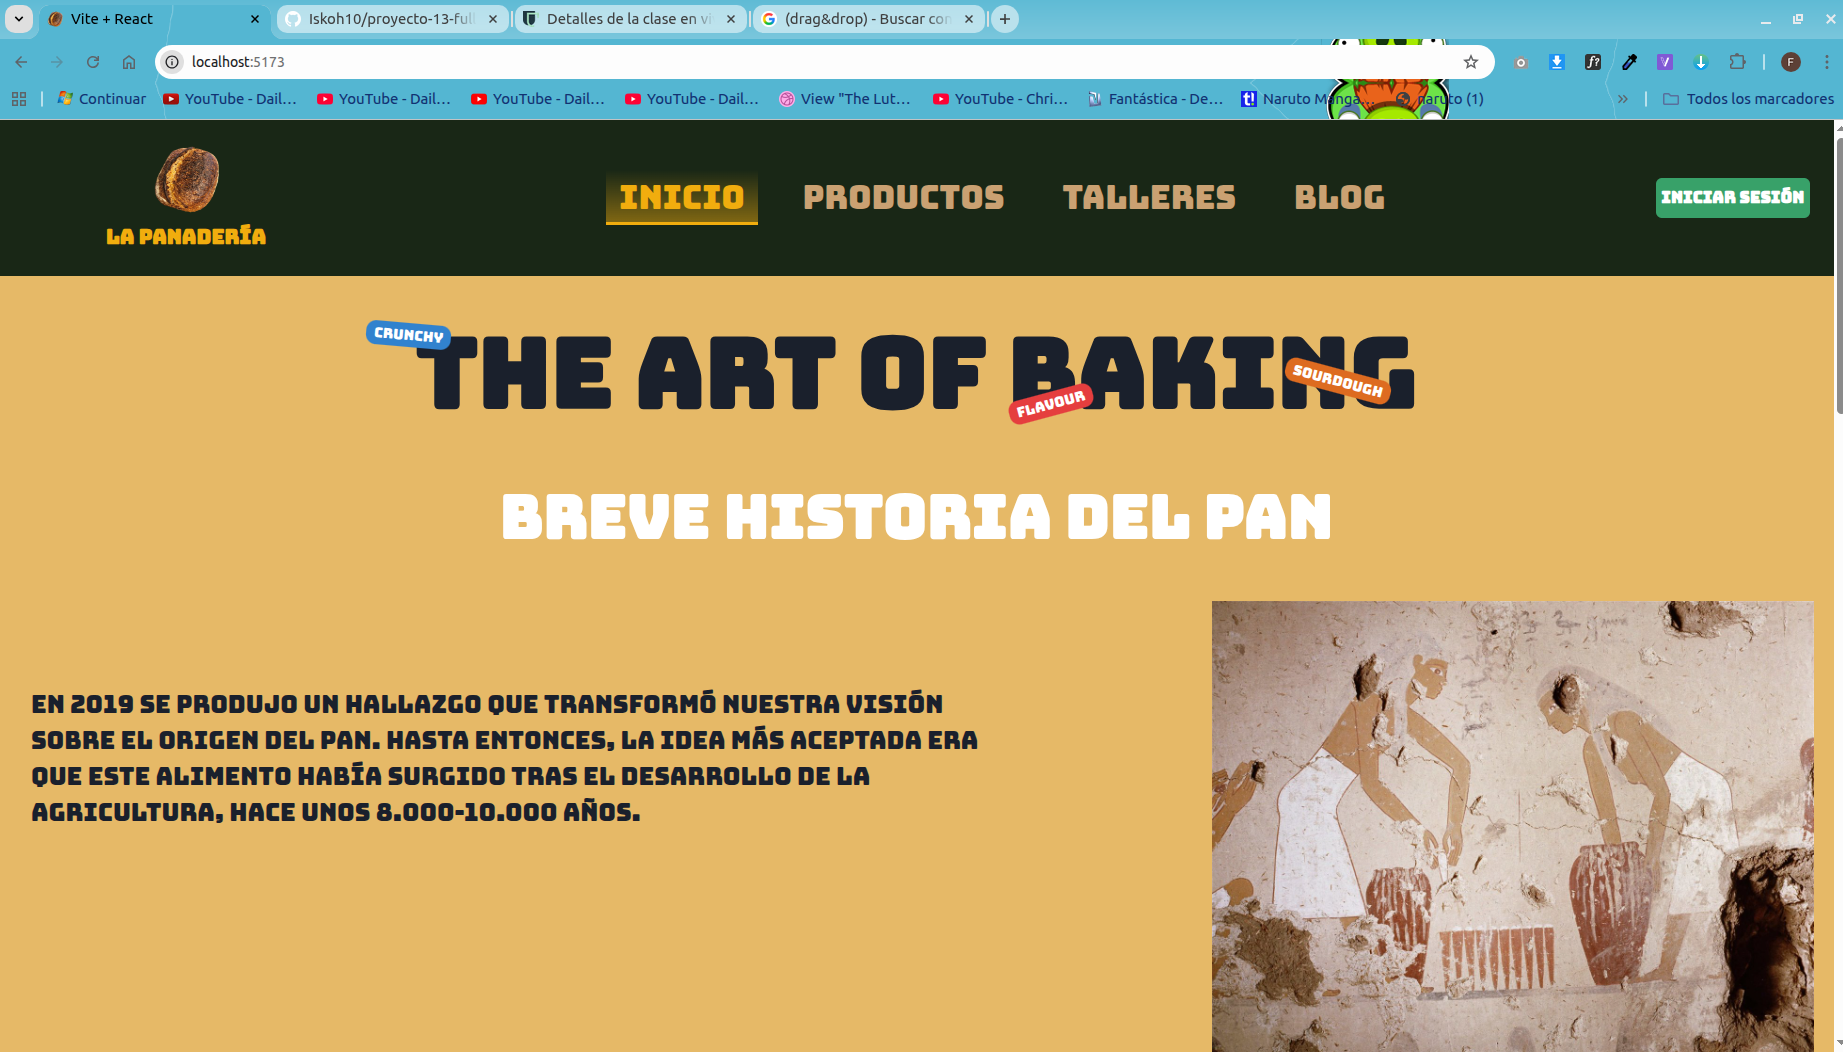 Vite + React
Iskoh10/proyecto-13-full
Detalles de la clase en vi
(drag&drop) - Buscar con
localhost:5173
Continuar
YouTube - Dail...
YouTube - Dail...
YouTube - Dail...
YouTube - Dail...
View "The Lut...
YouTube - Chri...
Fantástica - De...
Naruto Manga...
naruto (1)
Todos los marcadores
LA PANADERÍA
INICIO
PRODUCTOS
TALLERES
BLOG
INICIAR SESIÓN
CRUNCHY
THE ART OF BAKING
SOURDOUGH
FLAVOUR
BREVE HISTORIA DEL PAN
EN 2019 SE PRODUJO UN HALLAZGO QUE TRANSFORMÓ NUESTRA VISIÓN
SOBRE EL ORIGEN DEL PAN. HASTA ENTONCES, LA IDEA MÁS ACEPTADA ERA
QUE ESTE ALIMENTO HABÍA SURGIDO TRAS EL DESARROLLO DE LA
AGRICULTURA, HACE UNOS 8.000-10.000 AÑOS.